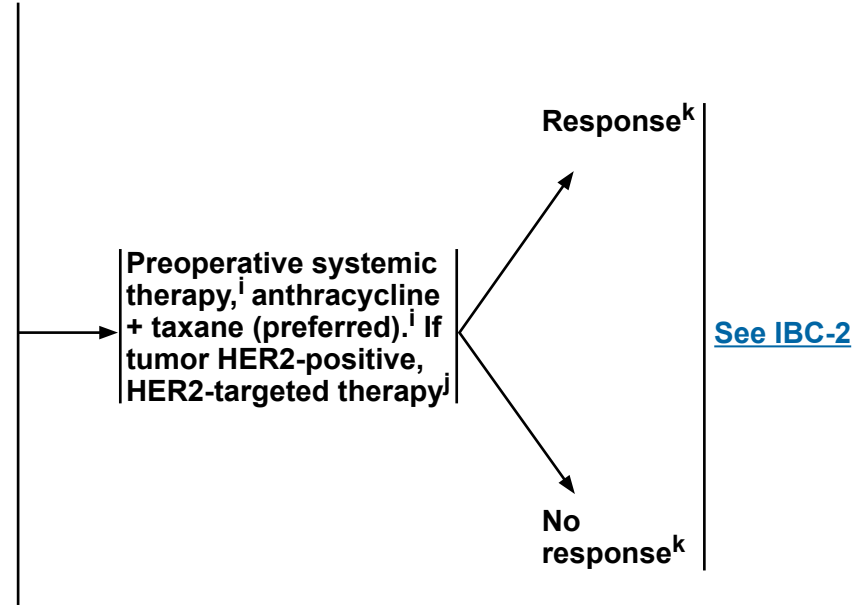 Response^k
Preoperative systemic
therapy,^i anthracycline
+ taxane (preferred).^i If
tumor HER2-positive,
HER2-targeted therapy^j
See IBC-2
No
response^k